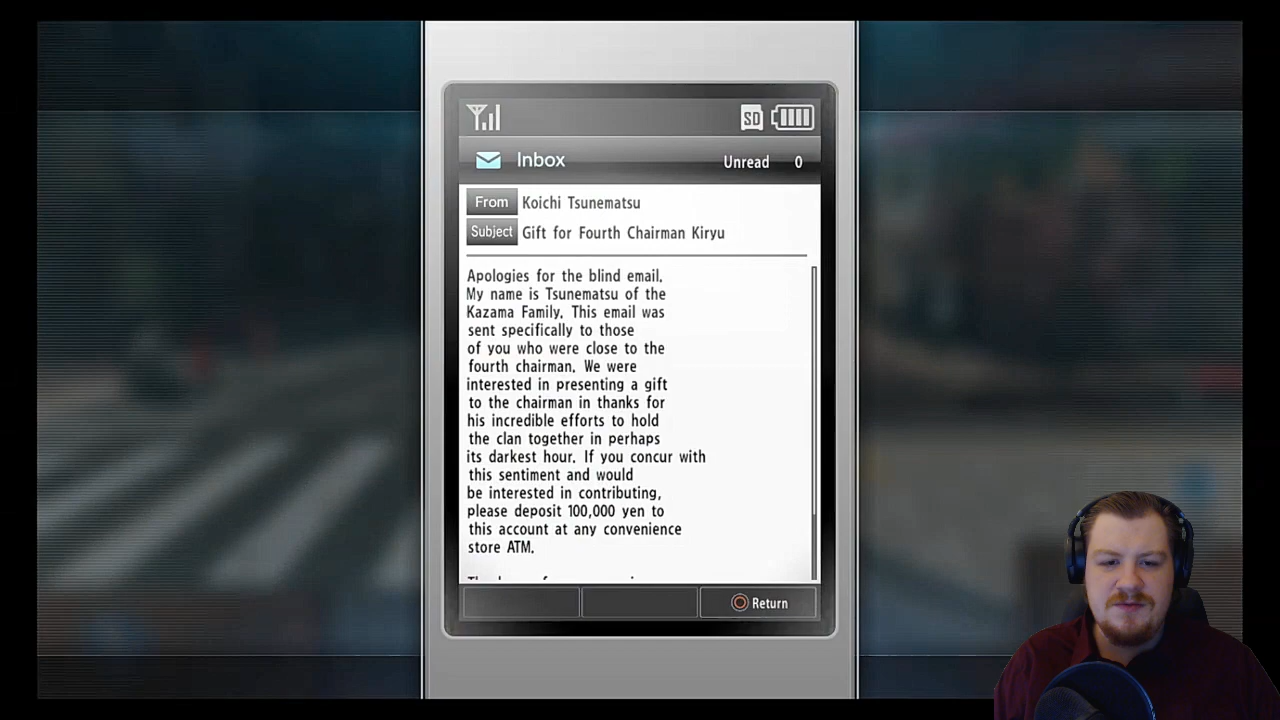 SD
Inbox Unread 0
From Koichi Tsunematsu
Subject Gift for Fourth Chairman Kiryu
Apologies for the blind email.
My name is Tsunematsu of the
Kazama Family. This email was
sent specifically to those
of you who were close to the
fourth chairman. We were
interested in presenting a gift
to the chairman in thanks for
his incredible efforts to hold
the clan together in perhaps
its darkest hour. If you concur with
this sentiment and would
be interested in contributing,
please deposit 100,000 yen to
this account at any convenience
store ATM.
Return